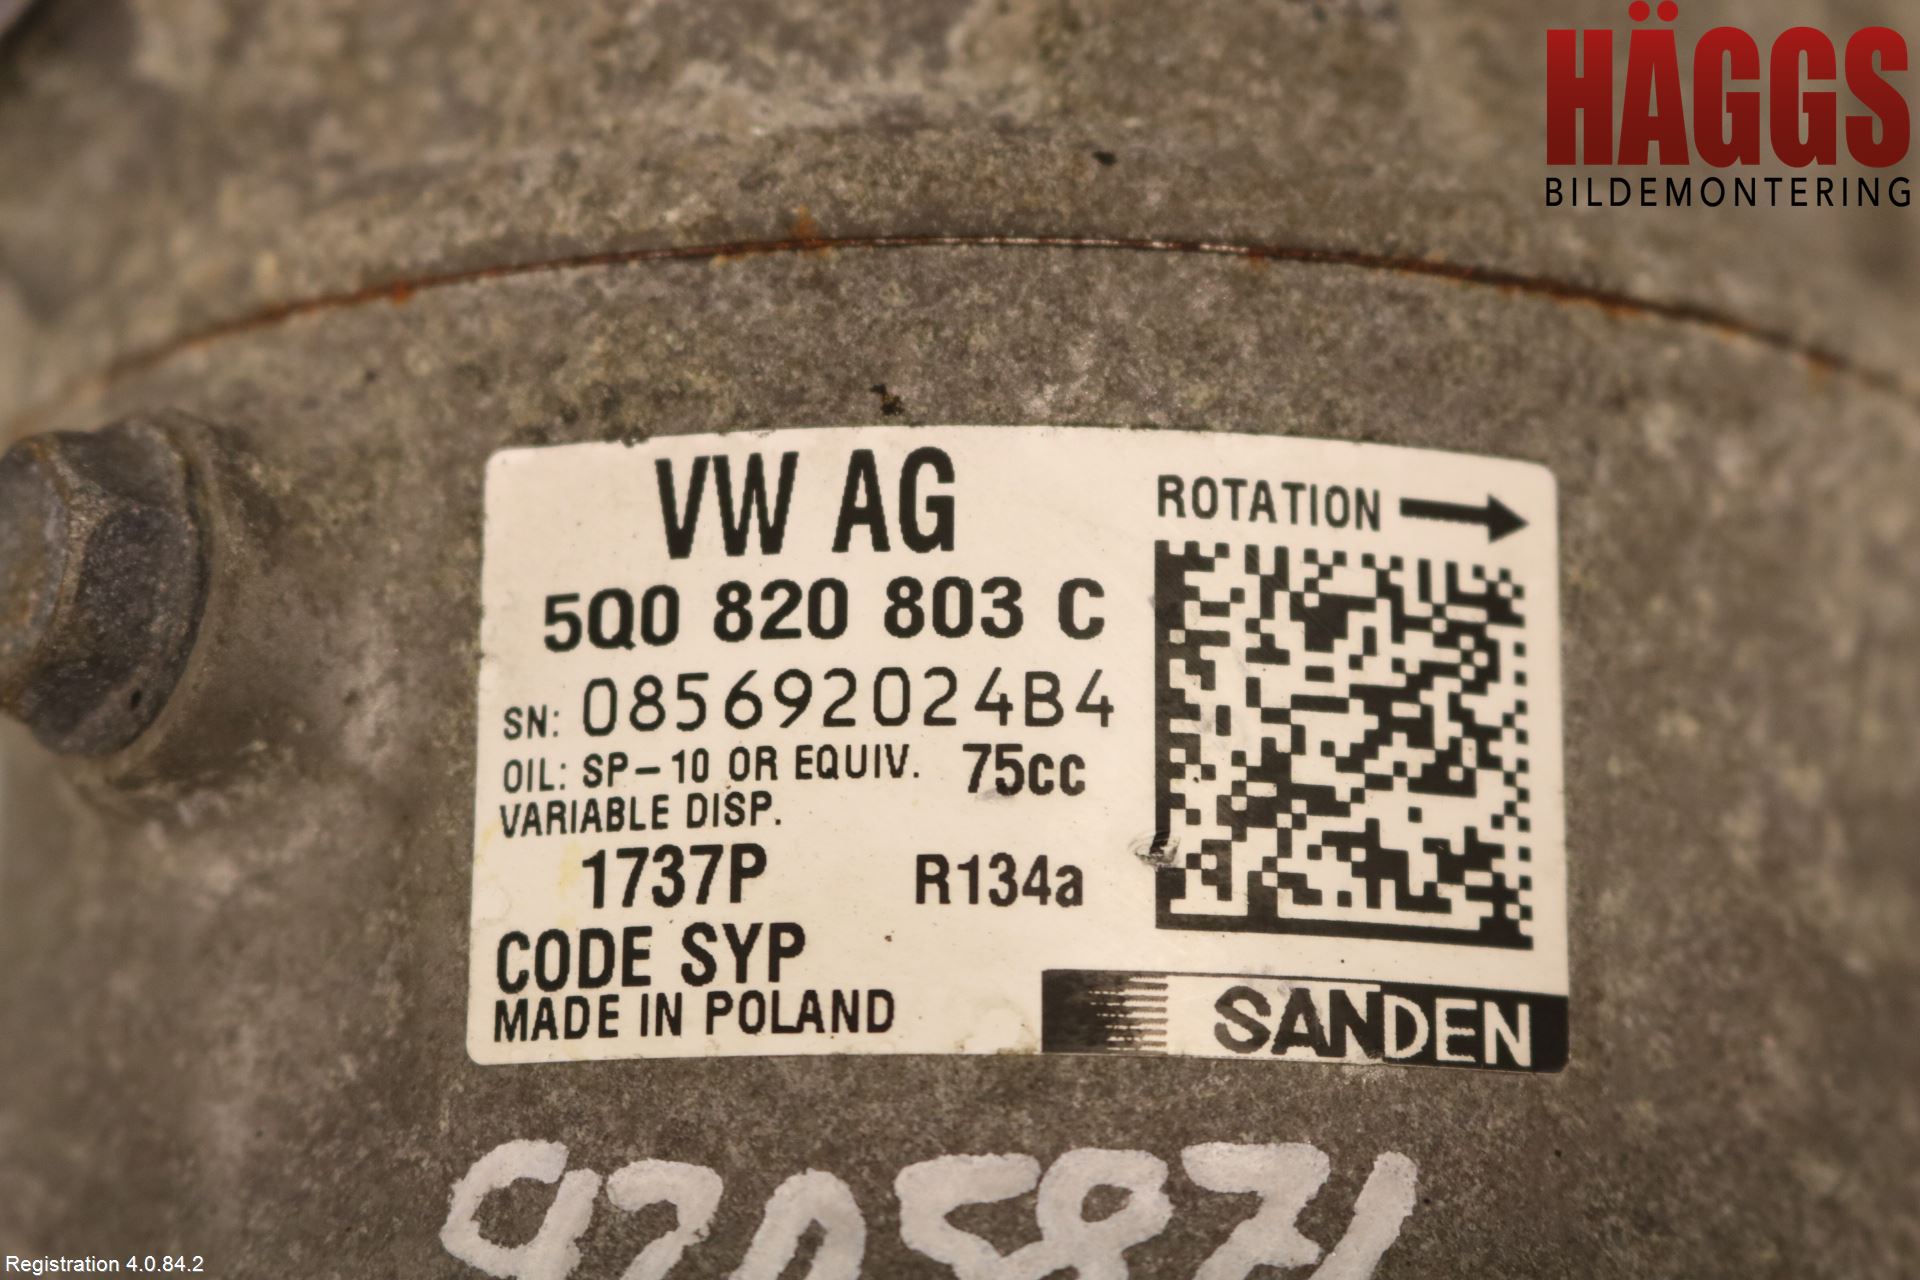 HÄGGS
BILDEMONTERING
VW AG
ROTATION
5Q0 820 803 C
SN: 085692024B4
OIL: SP-10 OR EQUIV. 75cc
VARIABLE DISP.
1737P R134a
CODE SYP
MADE IN POLAND
SANDEN
Registration 4.0.84.2